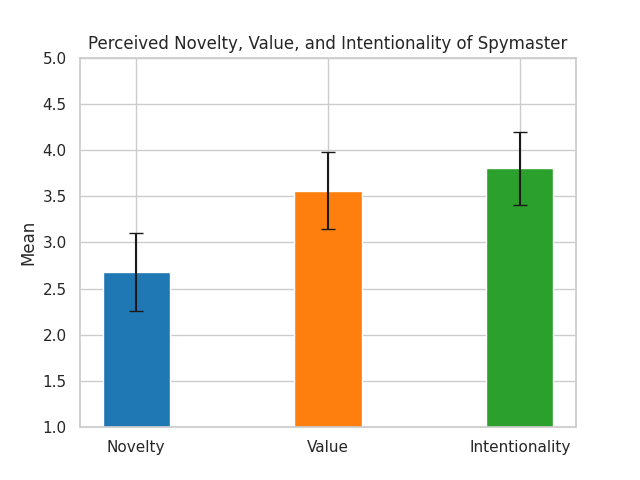 Perceived Novelty, Value, and Intentionality of Spymaster
5.0
4.5
4.0
3.5
3.0
2.5
2.0
1.5
1.0
Mean
Novelty
Value
Intentionality